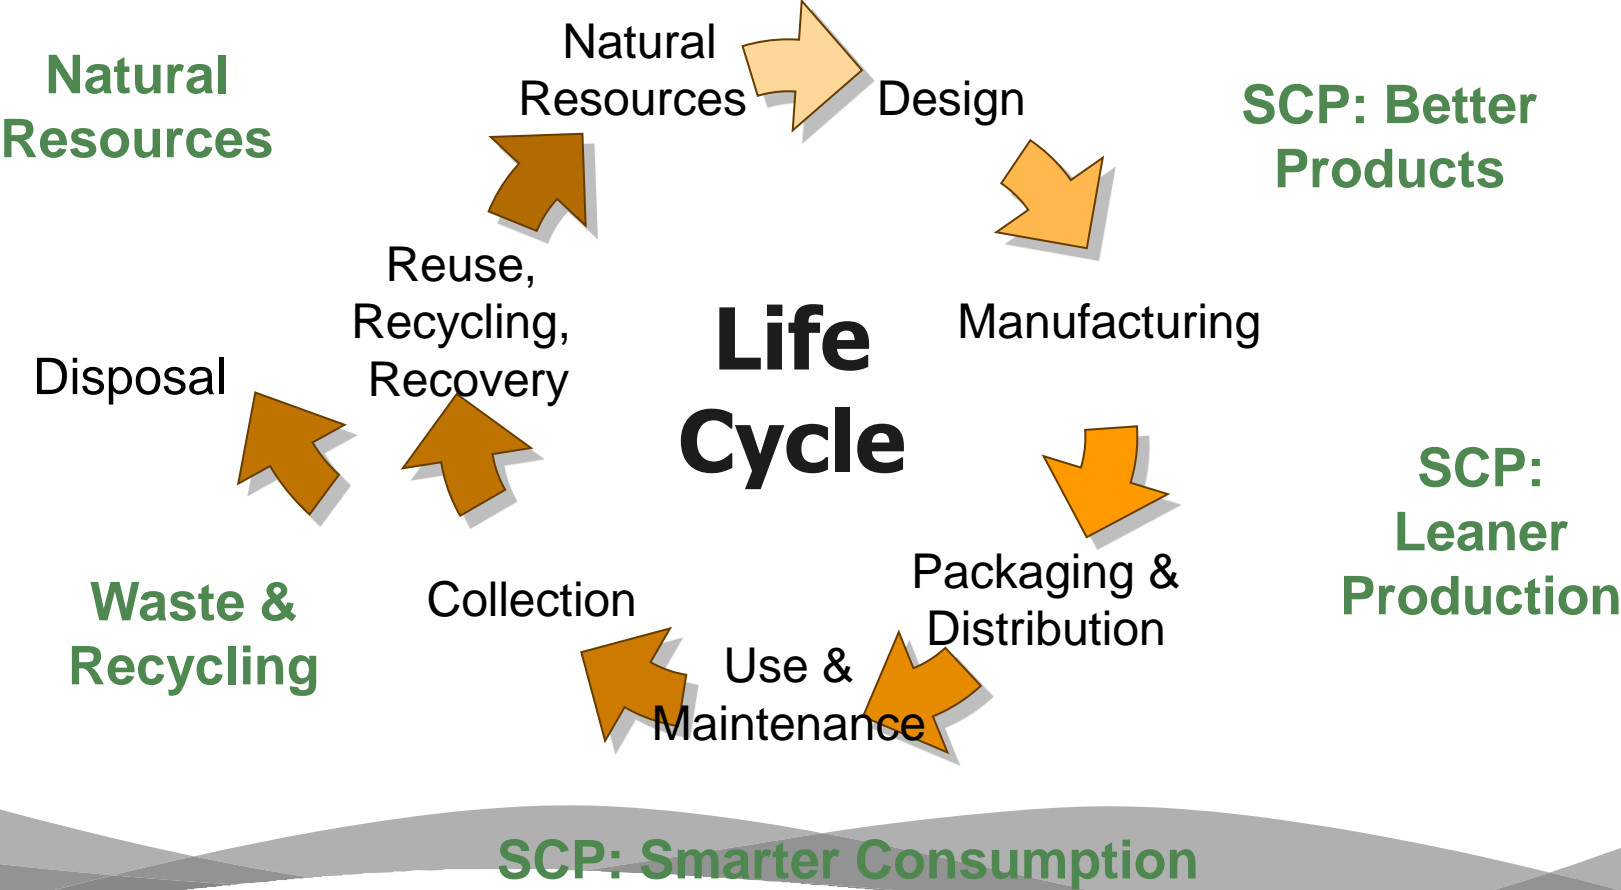 Natural
Resources
Natural
Resources
Design
SCP: Better
Products
Reuse,
Recycling,
Recovery
Disposal
Life
Cycle
Manufacturing
SCP:
Leaner
Production
Packaging &
Distribution
Waste &
Recycling
Collection
Use &
Maintenance
SCP: Smarter Consumption